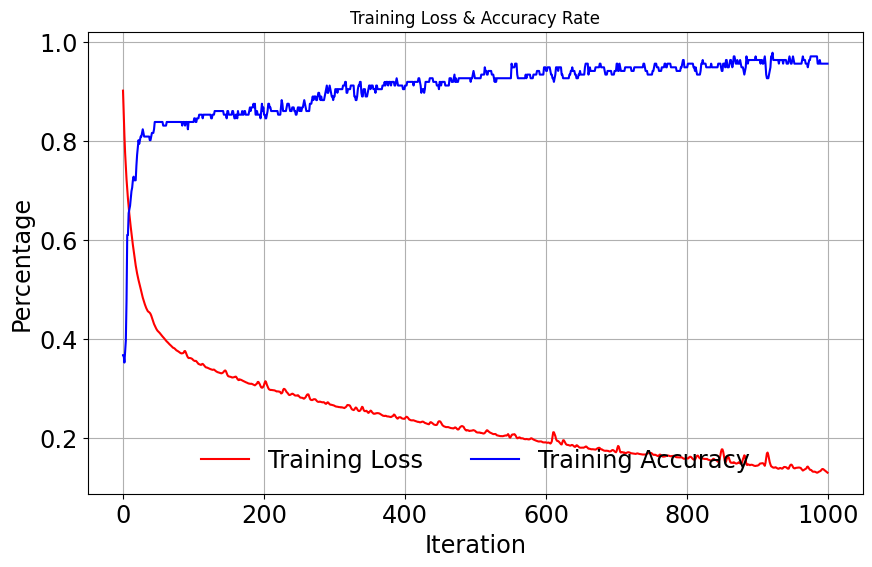 Training Loss & Accuracy Rate
1.0
0.8
0.6
0.4
0.2
Percentage
Training Loss Training Accuracy
0 200 400 600 800 1000
Iteration